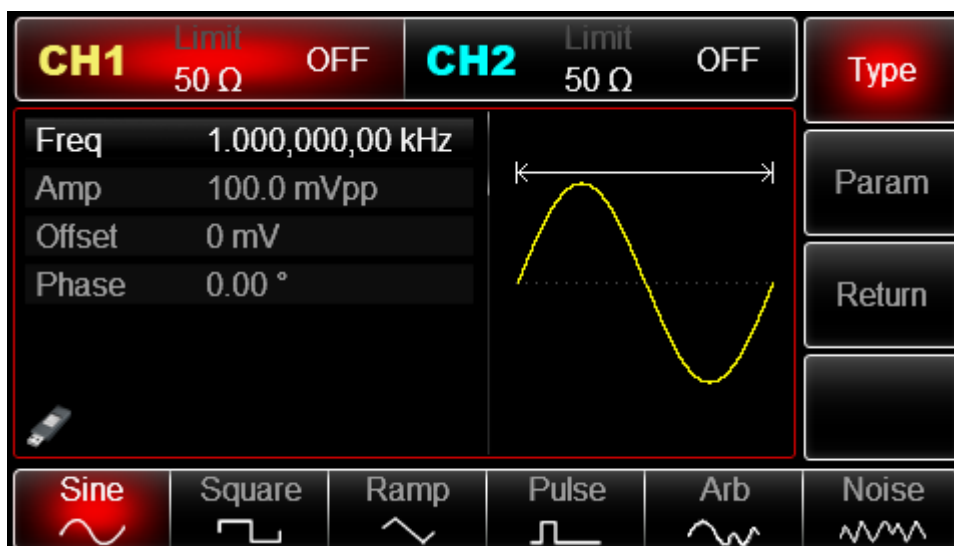 CH1 Limit 50 Ω OFF
CH2 Limit 50 Ω OFF
Type
Freq 1.000,000,00 kHz
Amp 100.0 mVpp
Offset 0 mV
Phase 0.00 °
Param
Return
Sine Square Ramp Pulse Arb Noise